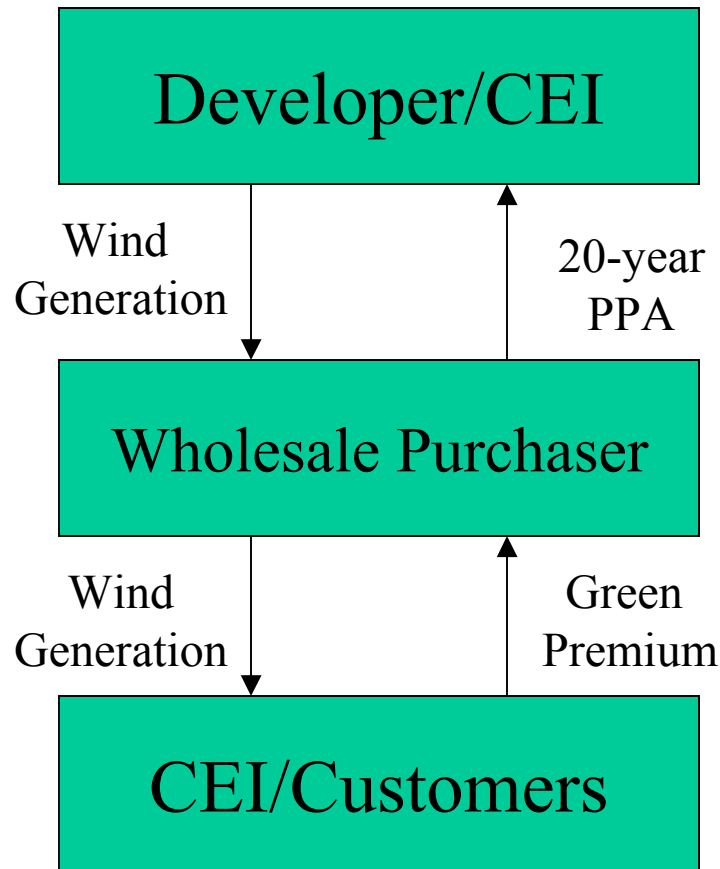 Developer/CEI
Wind
Generation
20-year
PPA
Wholesale Purchaser
Wind
Generation
Green
Premium
CEI/Customers